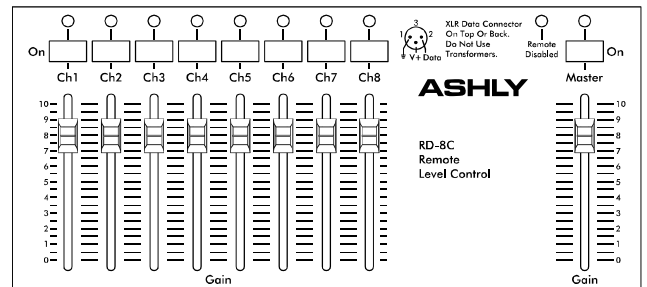 3
1 2
V+ Data
XLR Data Connector
On Top Or Back.
Do Not Use
Transformers.
Remote
Disabled
On
On
Ch1 Ch2 Ch3 Ch4 Ch5 Ch6 Ch7 Ch8
Master
ASHLY
RD-8C
Remote
Level Control
10
9
8
7
6
5
4
3
2
1
0
10
9
8
7
6
5
4
3
2
1
0
Gain
Gain